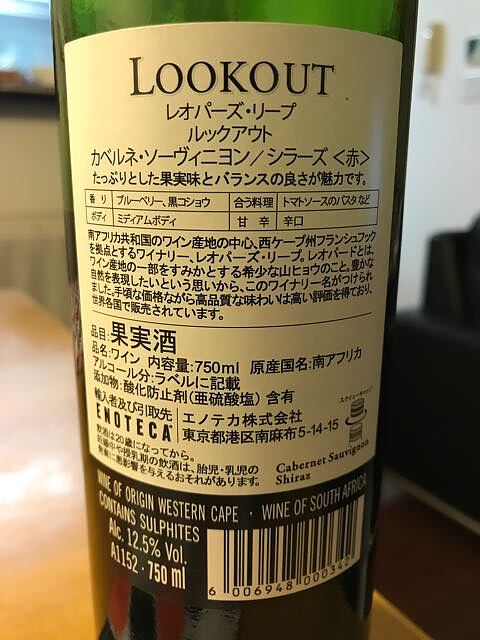 LOOKOUT
レオパーズ・リープ
ルックアウト
カベルネ・ソーヴィニヨン／シラーズ＜赤＞
たっぷりとした果実味とバランスの良さが魅力です。
香り ブルーベリー、黒コショウ 合う料理 トマトソースのパスタなど
ボディ ミディアムボディ 甘辛 辛口
南アフリカ共和国のワイン産地の中心、西ケープ州フランシュフック
を拠点とするワイナリー、レオパーズ・リープ。レオパードとは、
ワイン産地の一部をすみかとする希少な山ヒョウのこと。豊かな
自然を表現したいという思いから、このワイナリー名がつけられ
ました。手頃な価格ながら高品質な味わいは高い評価を得ており、
世界各国で販売されています。
品目:果実酒
品名:ワイン 内容量:750ml 原産国名:南アフリカ
アルコール分:ラベルに記載
添加物:酸化防止剤(亜硫酸塩)含有
輸入者及び引取先 エノテカ株式会社
ENOTECA 東京都港区南麻布5-14-15
スクリューキャップ
飲酒は20歳になってから。
妊娠中や授乳期の飲酒は、胎児・乳児の
発育に悪影響を与えるおそれがあります。
Cabernet Sauvignon
Shiraz
WINE OF ORIGIN WESTERN CAPE · WINE OF SOUTH AFRICA
CONTAINS SULPHITES
Alc. 12.5% Vol.
A1152 · 750 ml
6 006948 000342